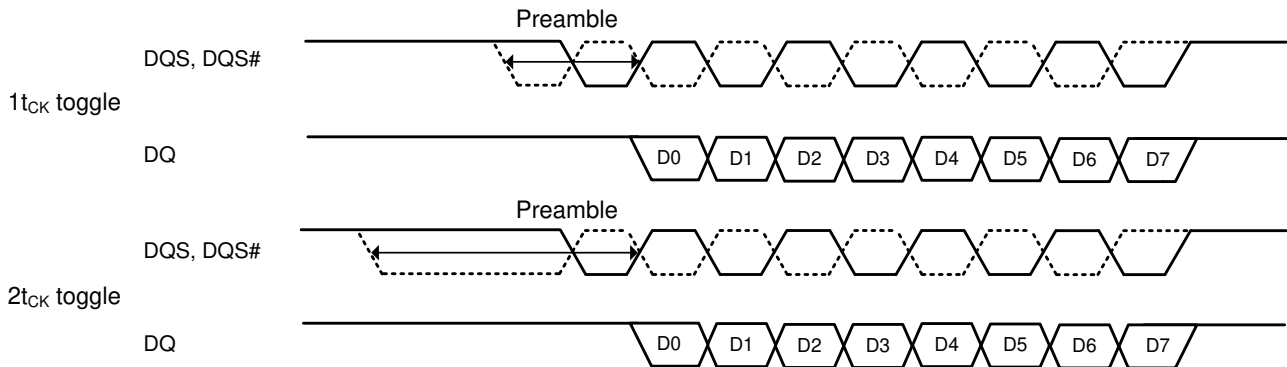 Preamble
DQS, DQS#
1tCK toggle
DQ
D0 D1 D2 D3 D4 D5 D6 D7
Preamble
DQS, DQS#
2tCK toggle
DQ
D0 D1 D2 D3 D4 D5 D6 D7